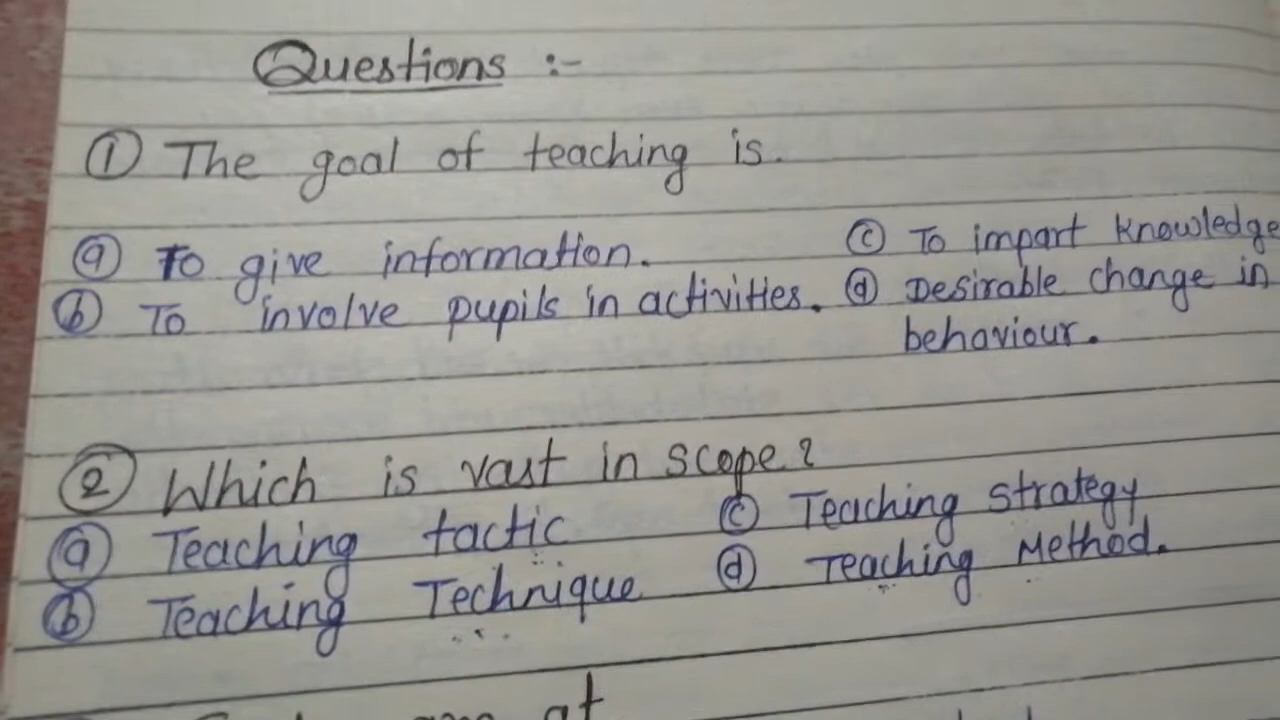 Questions :-
① The goal of teaching is.
ⓐ To give information.
ⓑ To involve pupils in activities.
ⓒ To impart knowledge
ⓓ Desirable change in
behaviour.
② Which is vast in scope?
ⓐ Teaching tactic
ⓑ Teaching Technique
ⓒ Teaching strategy
ⓓ Teaching Method.
at